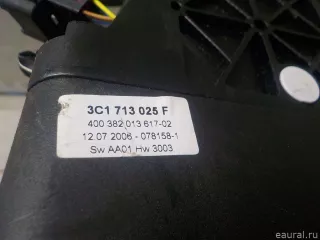 3C1 713 025 F
400 382 013 617-02
12.07 2006 - 078158-1
Sw AA01 Hw 3003
eaural.ru